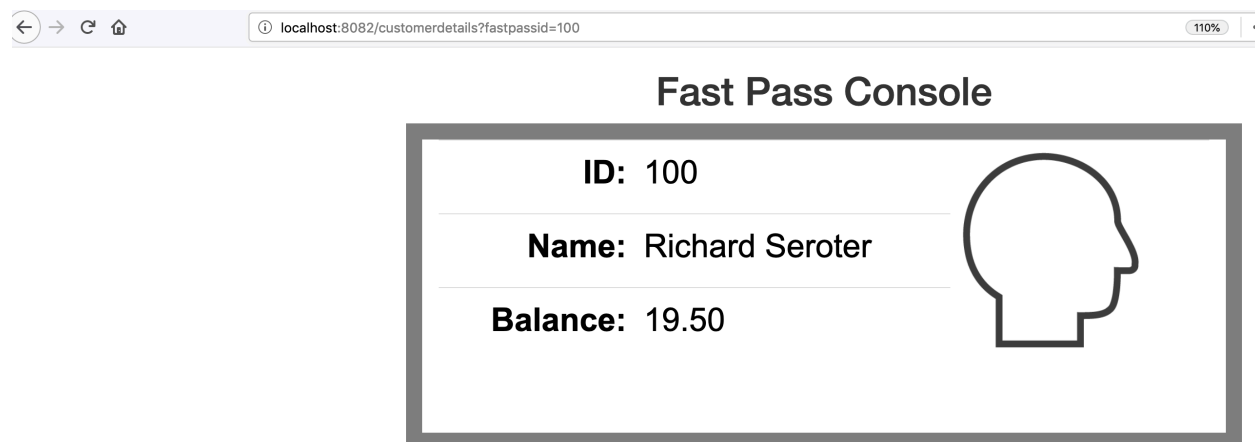 localhost:8082/customerdetails?fastpassid=100
110%
Fast Pass Console
ID: 100
Name: Richard Seroter
Balance: 19.50